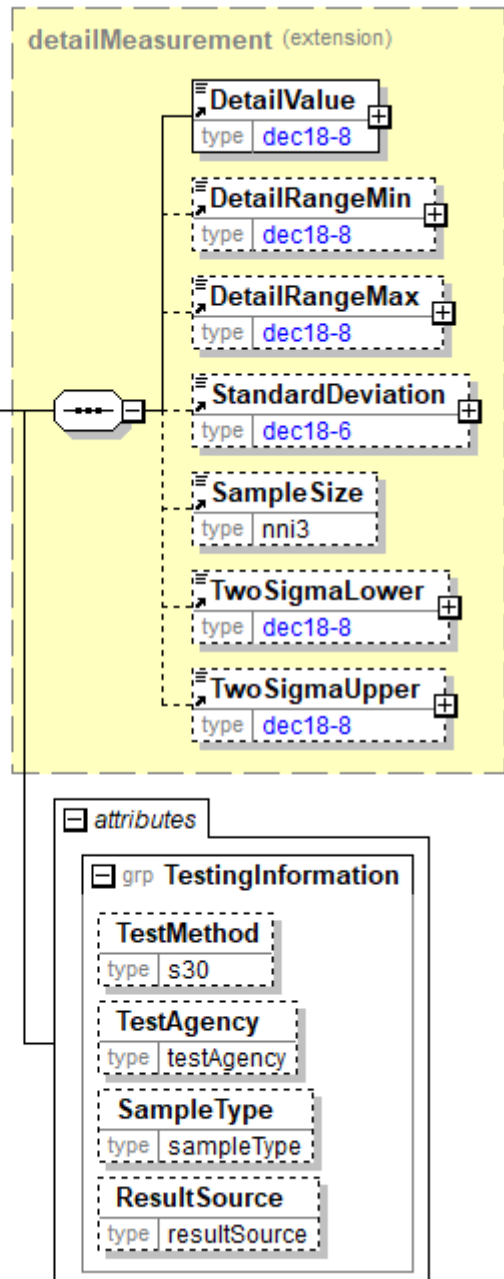 detailMeasurement (extension)
DetailValue
type dec18-8
DetailRangeMin
type dec18-8
DetailRangeMax
type dec18-8
StandardDeviation
type dec18-6
SampleSize
type nni3
TwoSigmaLower
type dec18-8
TwoSigmaUpper
type dec18-8
attributes
grp TestingInformation
TestMethod
type s30
TestAgency
type testAgency
SampleType
type sampleType
ResultSource
type resultSource